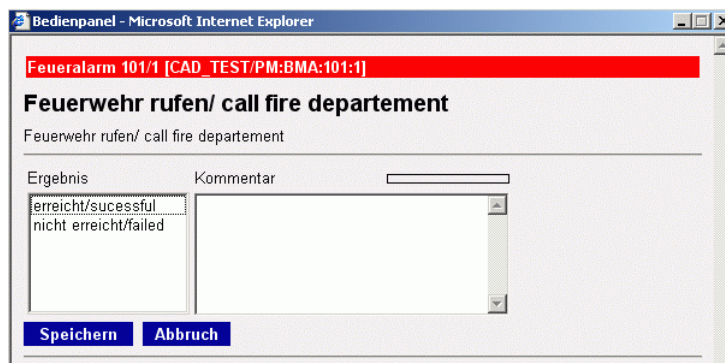 Bedienpanel - Microsoft Internet Explorer
Feueralarm 101/1 [CAD_TEST/PM:BMA:101:1]
Feuerwehr rufen/ call fire departement
Feuerwehr rufen/ call fire departement
Ergebnis Kommentar
erreicht/sucessful
nicht erreicht/failed
Speichern Abbruch